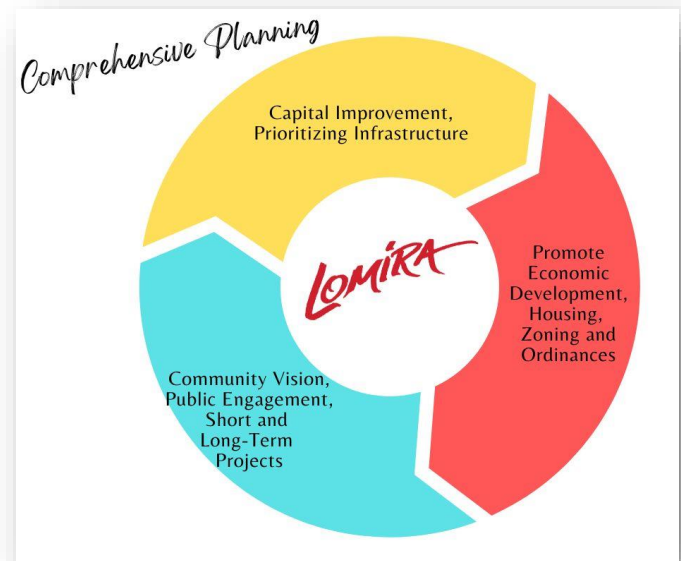 Comprehensive Planning
Capital Improvement,
Prioritizing Infrastructure
LOMIRA
Promote
Economic
Development,
Housing,
Zoning and
Ordinances
Community Vision,
Public Engagement,
Short and
Long-Term
Projects